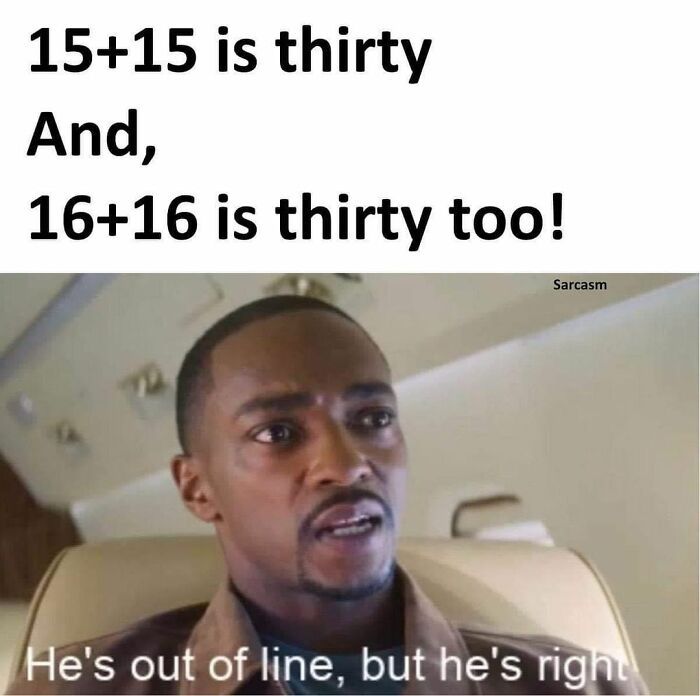 15+15 is thirty
And,
16+16 is thirty too!
Sarcasm
He's out of line, but he's right